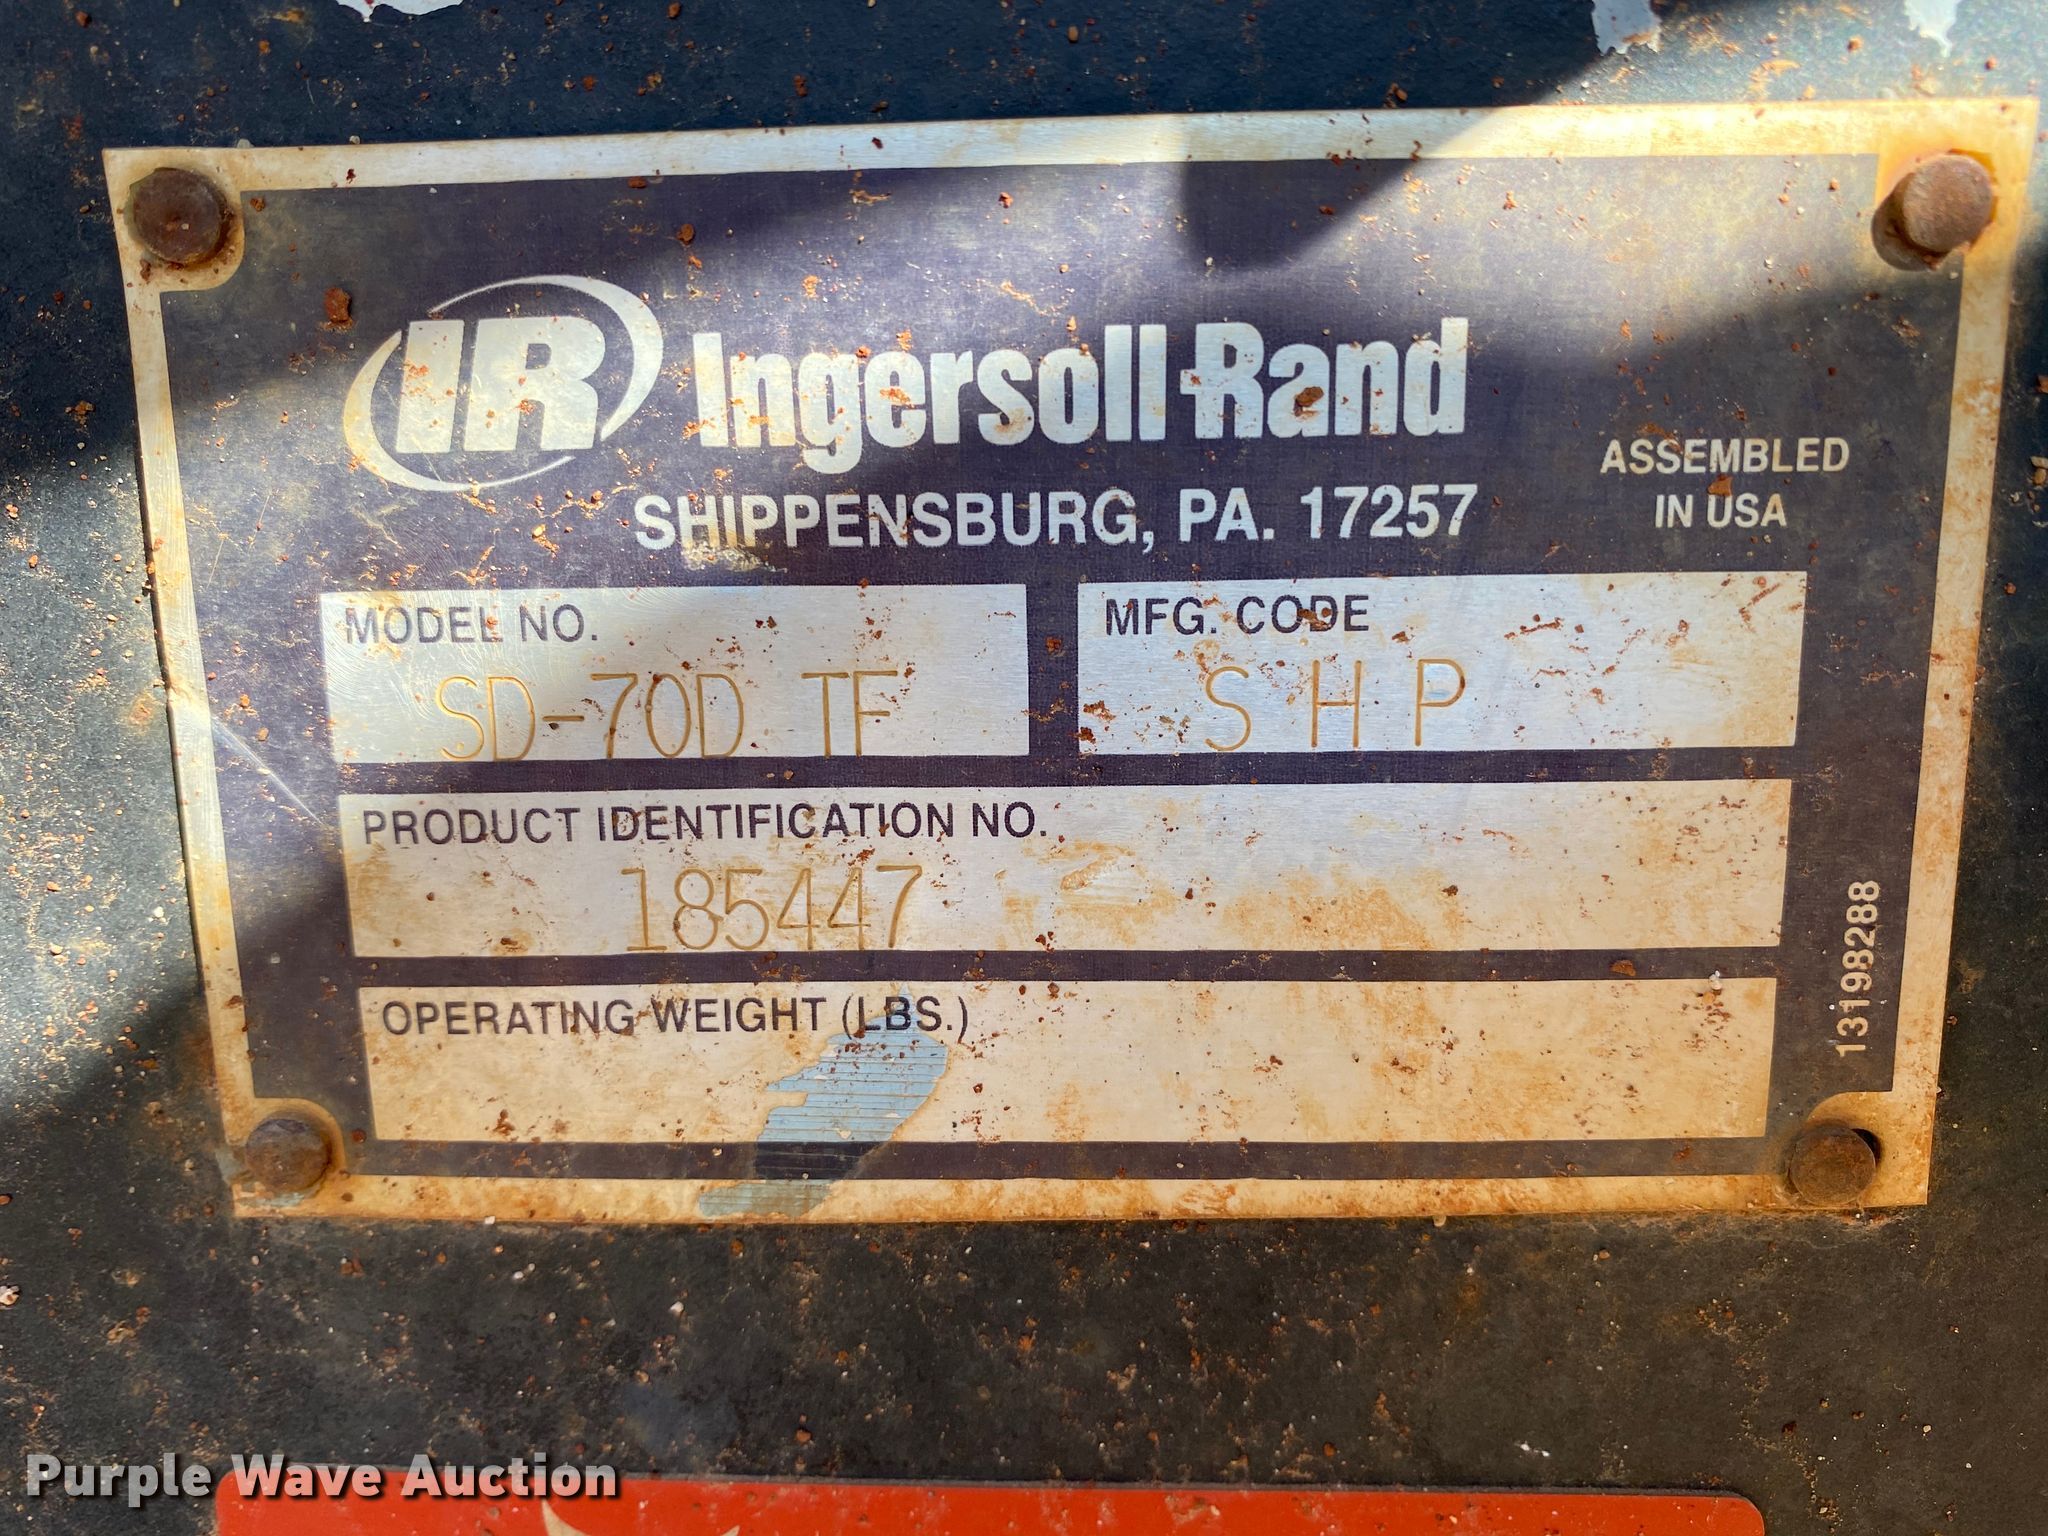 IR Ingersoll-Rand
SHIPPENSBURG, PA. 17257
ASSEMBLED
IN USA
MODEL NO.
SD-70D TF
MFG. CODE
SHP
PRODUCT IDENTIFICATION NO.
185447
OPERATING WEIGHT (LBS.)
13198288
Purple Wave Auction